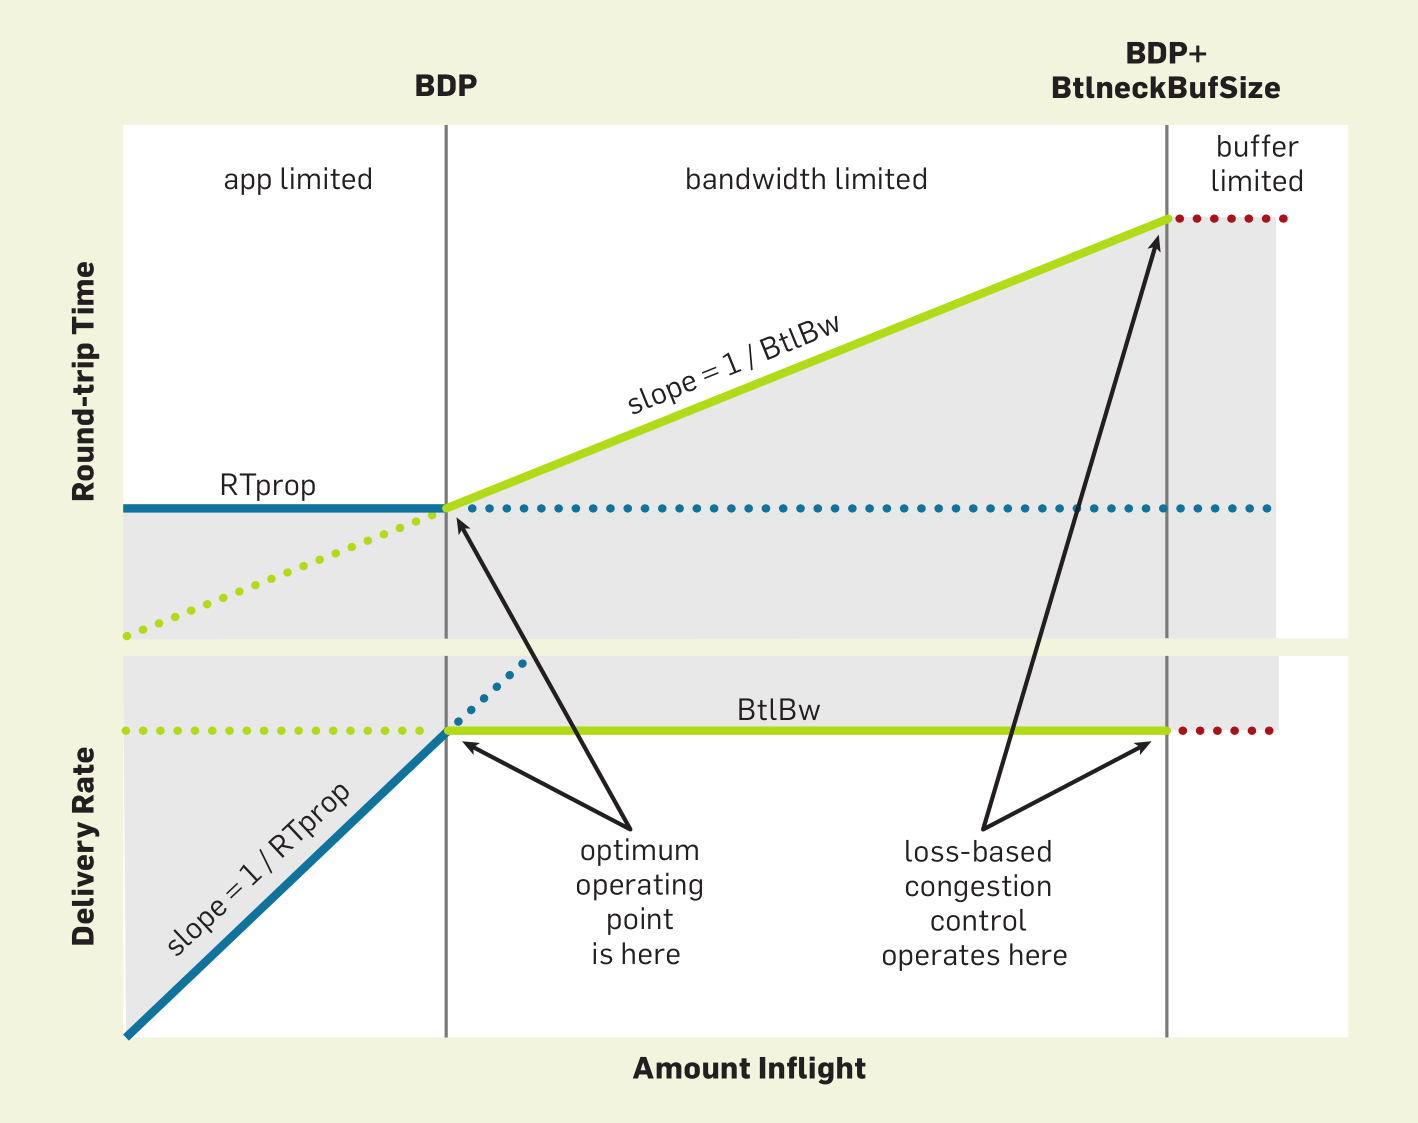 BDP
BDP+
BtlneckBufSize
app limited
bandwidth limited
buffer
limited
Round-trip Time
slope = 1 / BtlBw
RTprop
BtlBw
Delivery Rate
slope = 1 / RTprop
optimum
operating
point
is here
loss-based
congestion
control
operates here
Amount Inflight